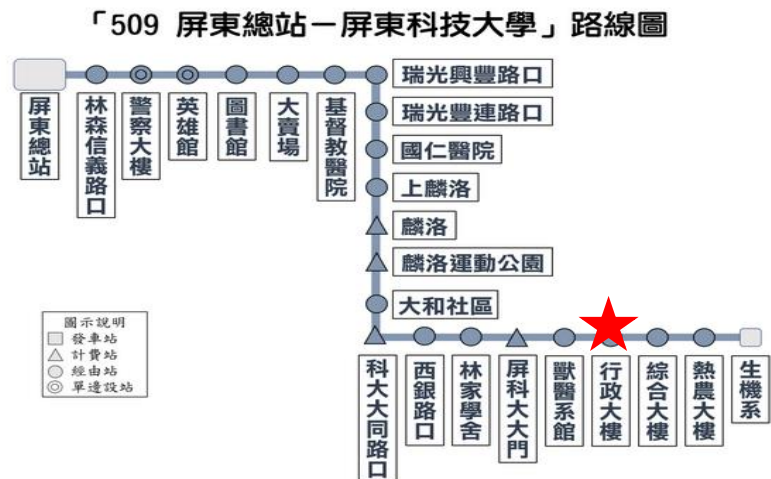 「509 屏東總站－屏東科技大學」路線圖
屏東總站
林森信義路口
警察大樓
英雄館
圖書館
大賣場
基督教醫院
瑞光興豐路口
瑞光豐連路口
國仁醫院
上麟洛
麟洛
麟洛運動公園
大和社區
科大大同路口
西銀路口
林家學舍
屏科大大門
獸醫系館
行政大樓
綜合大樓
熱農大樓
生機系
圖示說明
發車站
計費站
經由站
單邊設站